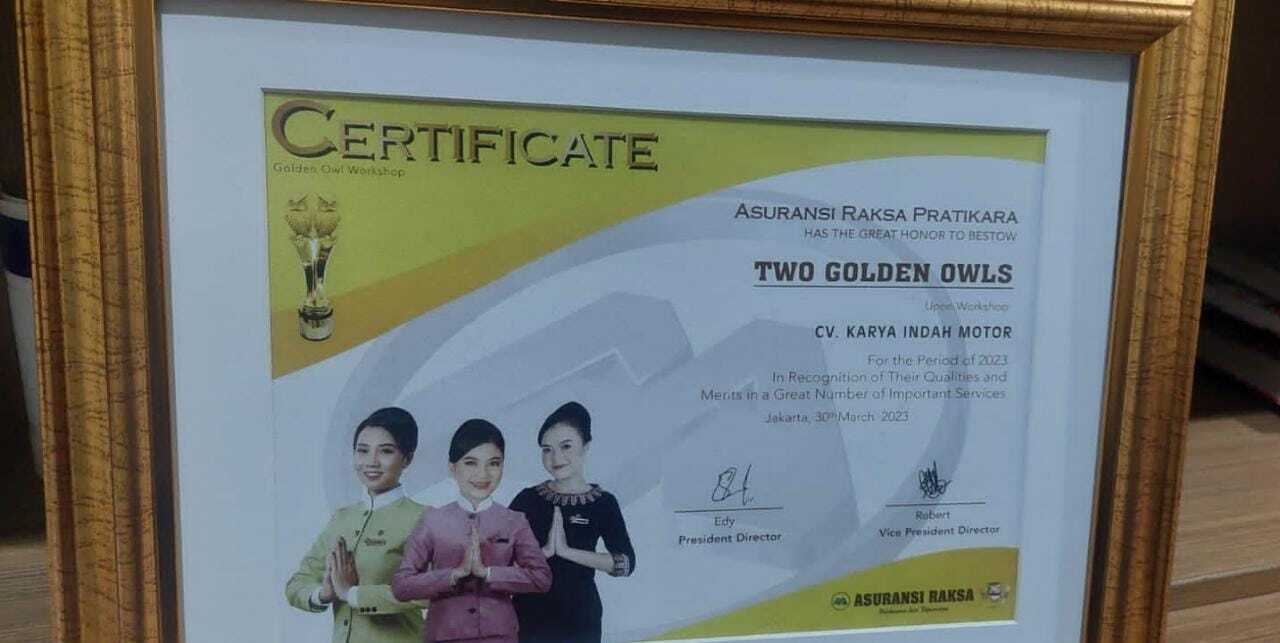 CERTIFICATE
Golden Owl Workshop
ASURANSI RAKSA PRATIKARA
HAS THE GREAT HONOR TO BESTOW
TWO GOLDEN OWLS
Upon Workshop:
CV. KARYA INDAH MOTOR
For the Period of 2023
In Recognition of Their Qualities and
Merits in a Great Number of Important Services.
Jakarta, 30th March 2023
Edy
President Director
Robert
Vice President Director
ASURANSI RAKSA